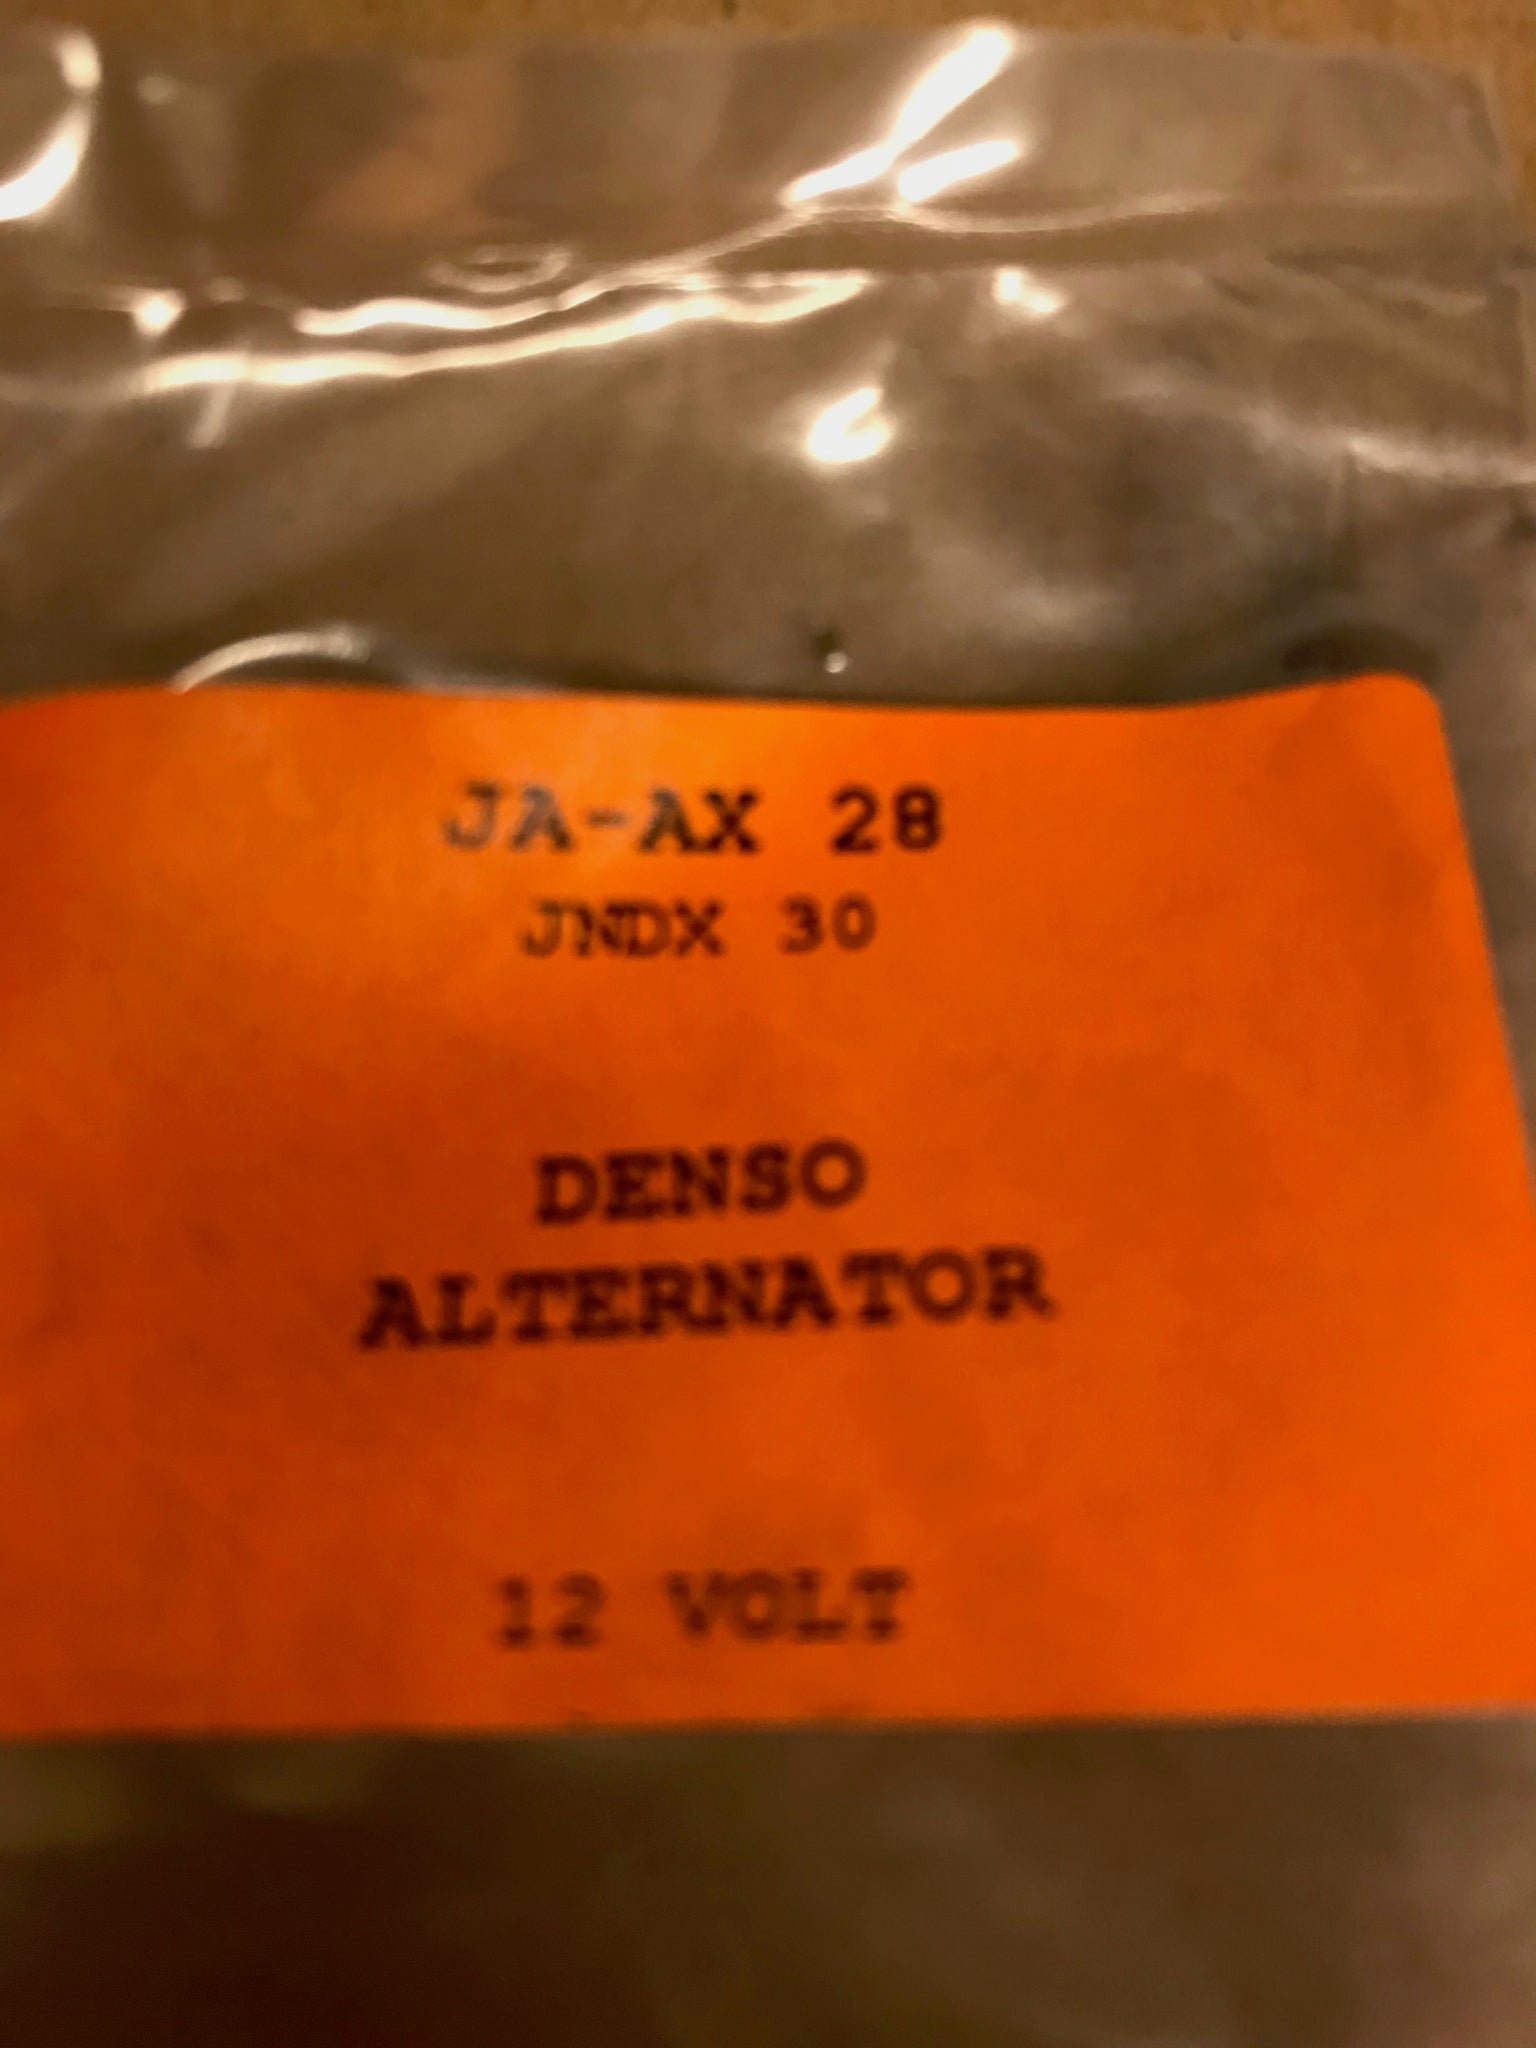 JA-AX 28
JNDX 30
DENSO
ALTERNATOR
12 VOLT